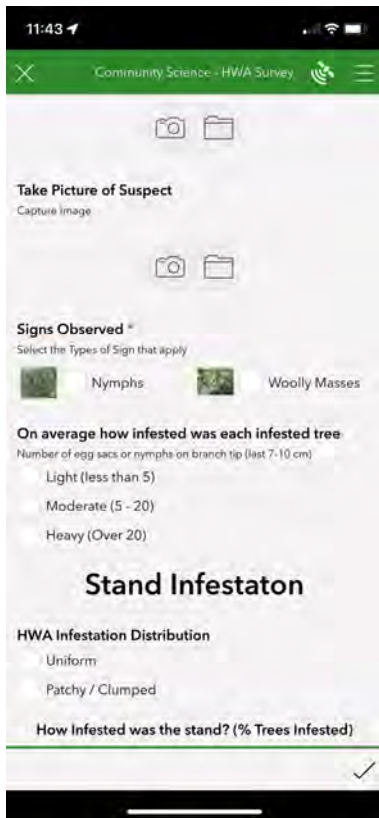 11:43
Community Science - HWA Survey
Take Picture of Suspect
Capture Image
Signs Observed *
Select the Types of Sign that apply
Nymphs Woolly Masses
On average how infested was each infested tree
Number of egg sacs or nymphs on branch tip (last 7-10 cm)
Light (less than 5)
Moderate (5 - 20)
Heavy (Over 20)
Stand Infestaton
HWA Infestation Distribution
Uniform
Patchy / Clumped
How Infested was the stand? (% Trees Infested)